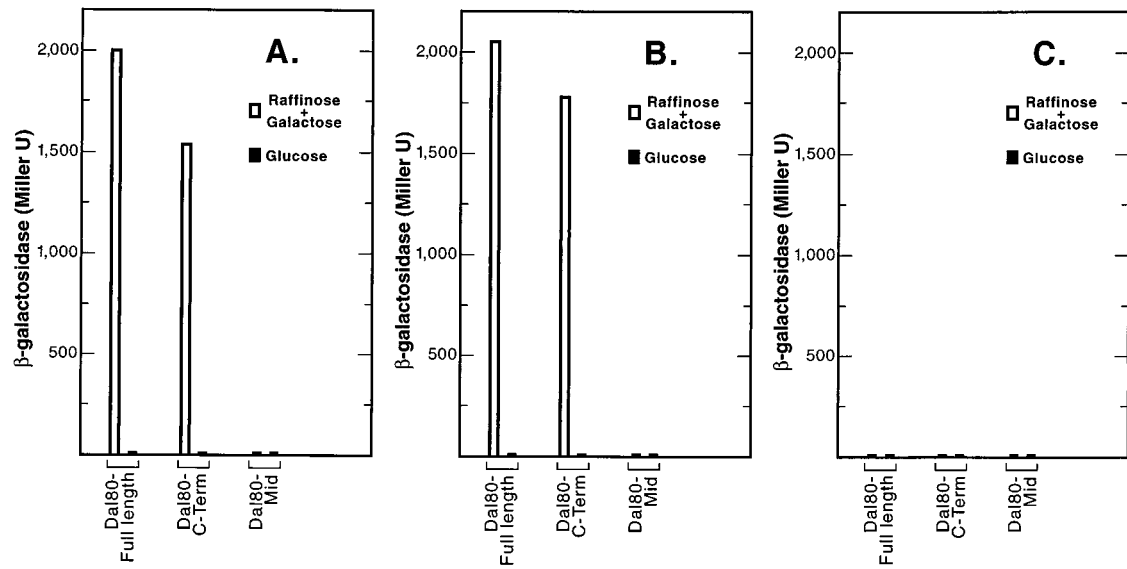 A.
β-galactosidase (Miller U)
2,000
1,500
1,000
500
Raffinose
+
Galactose
Glucose
Dal80-
Full length
Dal80-
C-Term
Dal80-
Mid
B.
β-galactosidase (Miller U)
2,000
1,500
1,000
500
Raffinose
+
Galactose
Glucose
Dal80-
Full length
Dal80-
C-Term
Dal80-
Mid
C.
β-galactosidase (Miller U)
2,000
1,500
1,000
500
Raffinose
+
Galactose
Glucose
Dal80-
Full length
Dal80-
C-Term
Dal80-
Mid